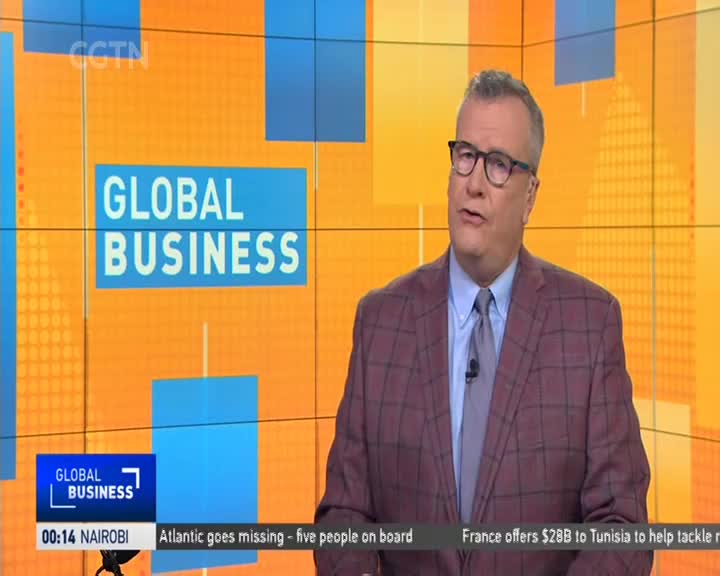 CGTN
GLOBAL
BUSINESS
GLOBAL
BUSINESS
00:14 NAIROBI
Atlantic goes missing - five people on board
France offers $28B to Tunisia to help tackle